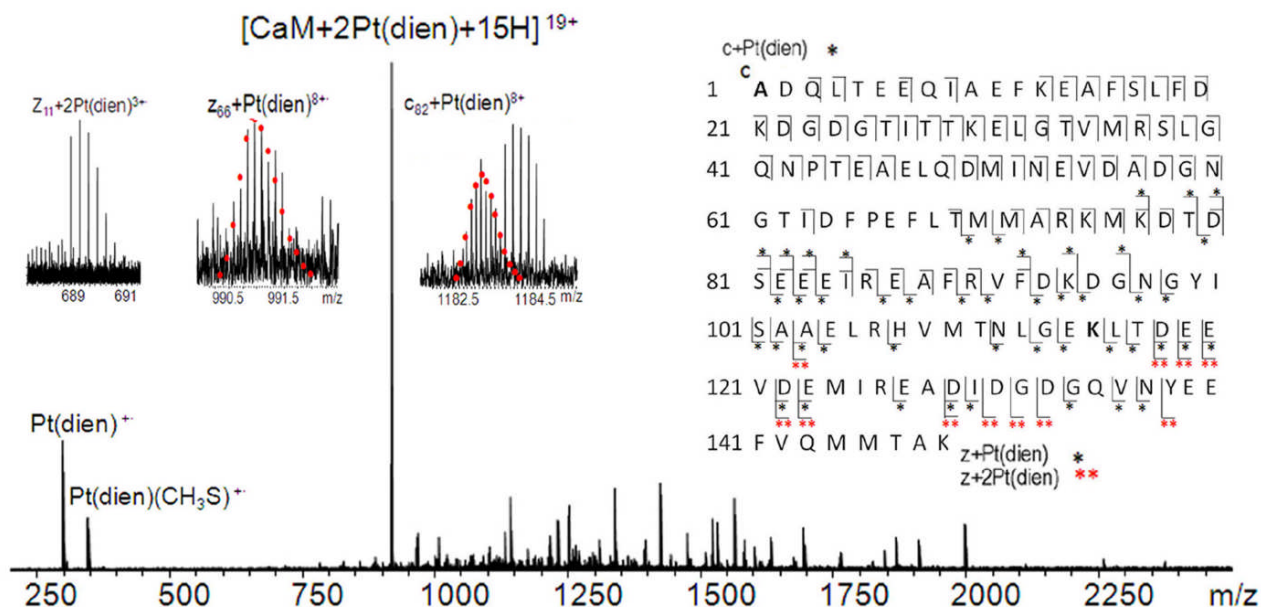 [CaM+2Pt(dien)+15H] 19+
c+Pt(dien) *
Z11+2Pt(dien)3+·
z66+Pt(dien)8+·
c82+Pt(dien)8+
689 691
990.5 991.5 m/z
1182.5 1184.5 m/z
c
1 A D Q L T E E Q I A E F K E A F S L F D
21 K D G D G T I T T K E L G T V M R S L G
41 Q N P T E A E L Q D M I N E V D A D G N
* * *
61 G T I D F P E F L T M M A R K M K D T D
* * *
* * * * * * *
81 S E E E I R E A F R V F D K D G N G Y I
* * * * * * * * * * * *
101 S A A E L R H V M T N L G E K L T D E E
* * * * * * * * * * * * *
** ** ** **
121 V D E M I R E A D I D G D G Q V N Y E E
* * * * * * * *
** ** ** ** ** ** **
141 F V Q M M T A K
z+Pt(dien) *
z+2Pt(dien) **
Pt(dien)+·
Pt(dien)(CH3S)+·
250 500 750 1000 1250 1500 1750 2000 2250 m/z